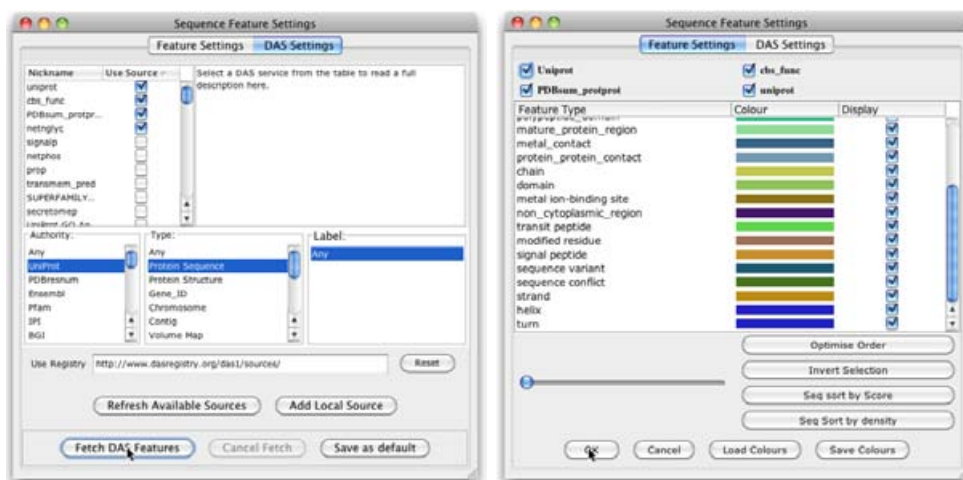 Sequence Feature Settings
Feature Settings DAS Settings
Nickname Use Source
uniprot
cbs_func
PDBsum_protpr...
netnglyc
signalp
netphos
prop
transmem_pred
SUPERFAMILY...
secretomep
UniProt GO An
Select a DAS service from the table to read a full
description here.
Authority:
Any
UniProt
PDBresnum
Ensembl
Pfam
IPI
BGI
Type:
Any
Protein Sequence
Protein Structure
Gene_ID
Chromosome
Contig
Volume Map
Label:
Any
Use Registry http://www.dasregistry.org/das1/sources/ Reset
Refresh Available Sources Add Local Source
Fetch DAS Features Cancel Fetch Save as default
Sequence Feature Settings
Feature Settings DAS Settings
Uniprot cbs_func
PDBsum_protprot uniprot
Feature Type Colour Display
polypeptide_domain
mature_protein_region
metal_contact
protein_protein_contact
chain
domain
metal ion-binding site
non_cytoplasmic_region
transit peptide
modified residue
signal peptide
sequence variant
sequence conflict
strand
helix
turn
Optimise Order
Invert Selection
Seq sort by Score
Seq Sort by density
OK Cancel Load Colours Save Colours